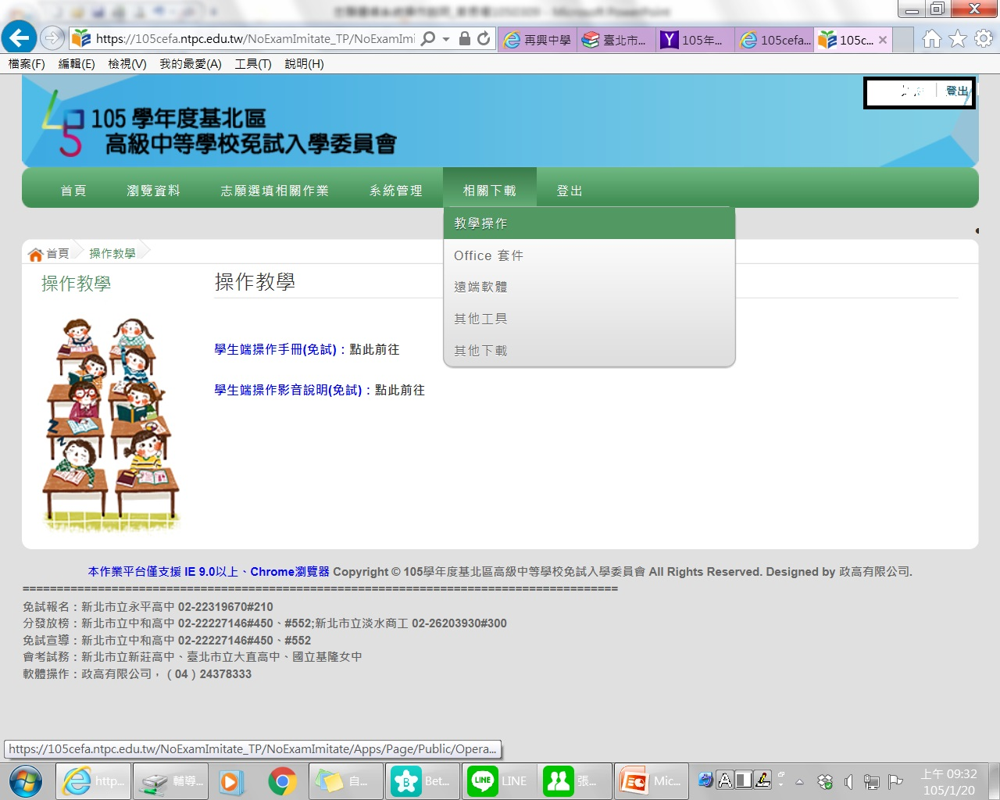 https://105cefa.ntpc.edu.tw/NoExamImitate_TP/NoExamImi
再興中學
臺北市...
105年...
105cefa...
105c...
檔案(F) 編輯(E) 檢視(V) 我的最愛(A) 工具(T) 說明(H)
登出
105 學年度基北區
高級中等學校免試入學委員會
首頁 瀏覽資料 志願選填相關作業 系統管理 相關下載 登出
教學操作
Office 套件
遠端軟體
其他工具
其他下載
首頁 操作教學
操作教學
操作教學
學生端操作手冊(免試)：點此前往
學生端操作影音說明(免試)：點此前往
本作業平台僅支援 IE 9.0以上、Chrome瀏覽器 Copyright © 105學年度基北區高級中等學校免試入學委員會 All Rights Reserved. Designed by 政高有限公司.
=======================================================================================
免試報名：新北市立永平高中 02-22319670#210
分發放榜：新北市立中和高中 02-22227146#450、#552;新北市立淡水商工 02-26203930#300
免試宣導：新北市立中和高中 02-22227146#450、#552
會考試務：新北市立新莊高中、臺北市立大直高中、國立基隆女中
軟體操作：政高有限公司，（04）24378333
https://105cefa.ntpc.edu.tw/NoExamImitate_TP/NoExamImitate/Apps/Page/Public/Opera...
http...
輔導...
自...
Bet...
LINE
LINE
張...
Mic...
上午 09:32
105/1/20